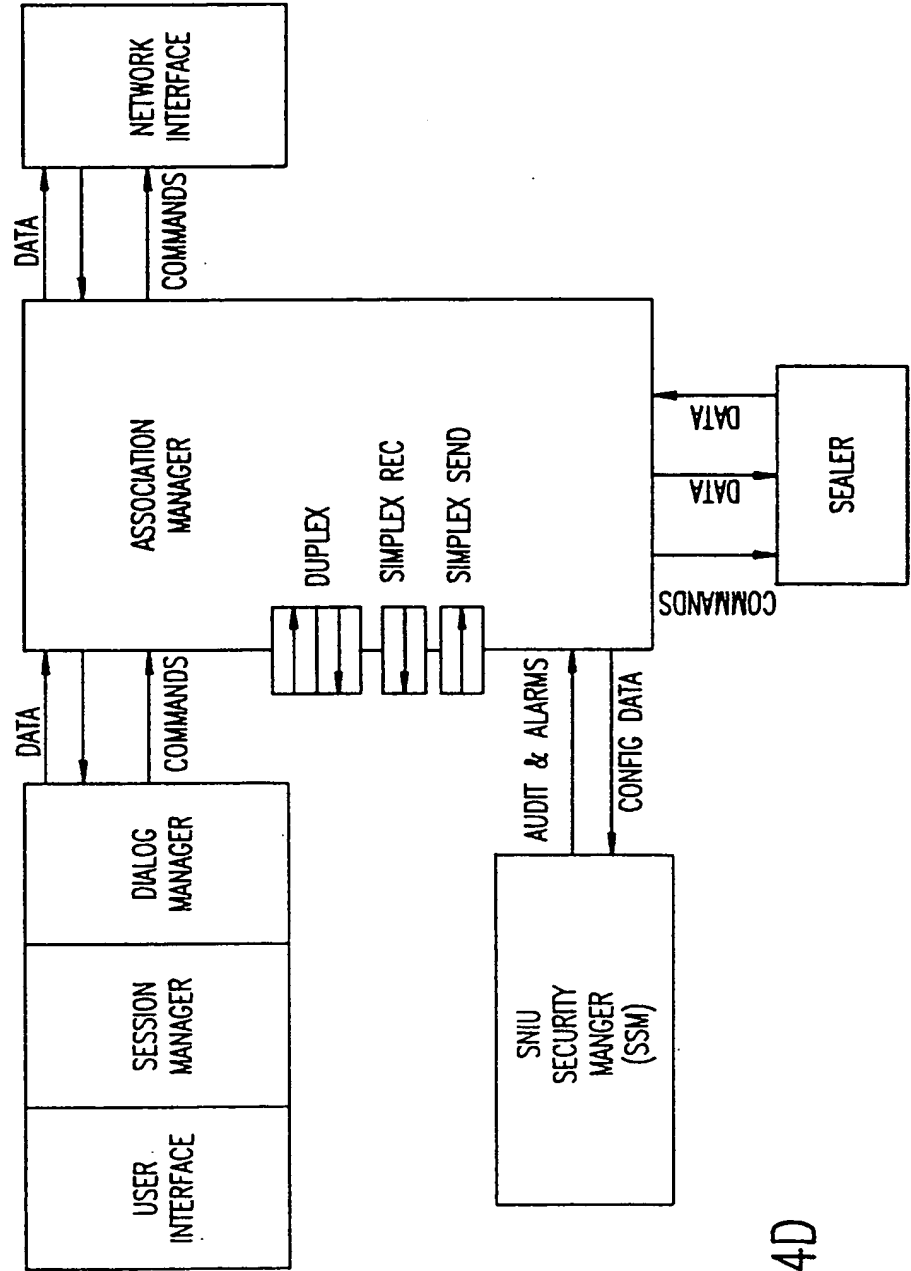 USER
INTERFACE
SESSION
MANAGER
DIALOG
MANAGER
DATA
COMMANDS
ASSOCIATION
MANAGER
DUPLEX
SIMPLEX REC
SIMPLEX SEND
DATA
COMMANDS
NETWORK
INTERFACE
SNIU
SECURITY
MANGER
(SSM)
AUDIT & ALARMS
CONFIG DATA
COMMANDS
DATA
DATA
SEALER
4D